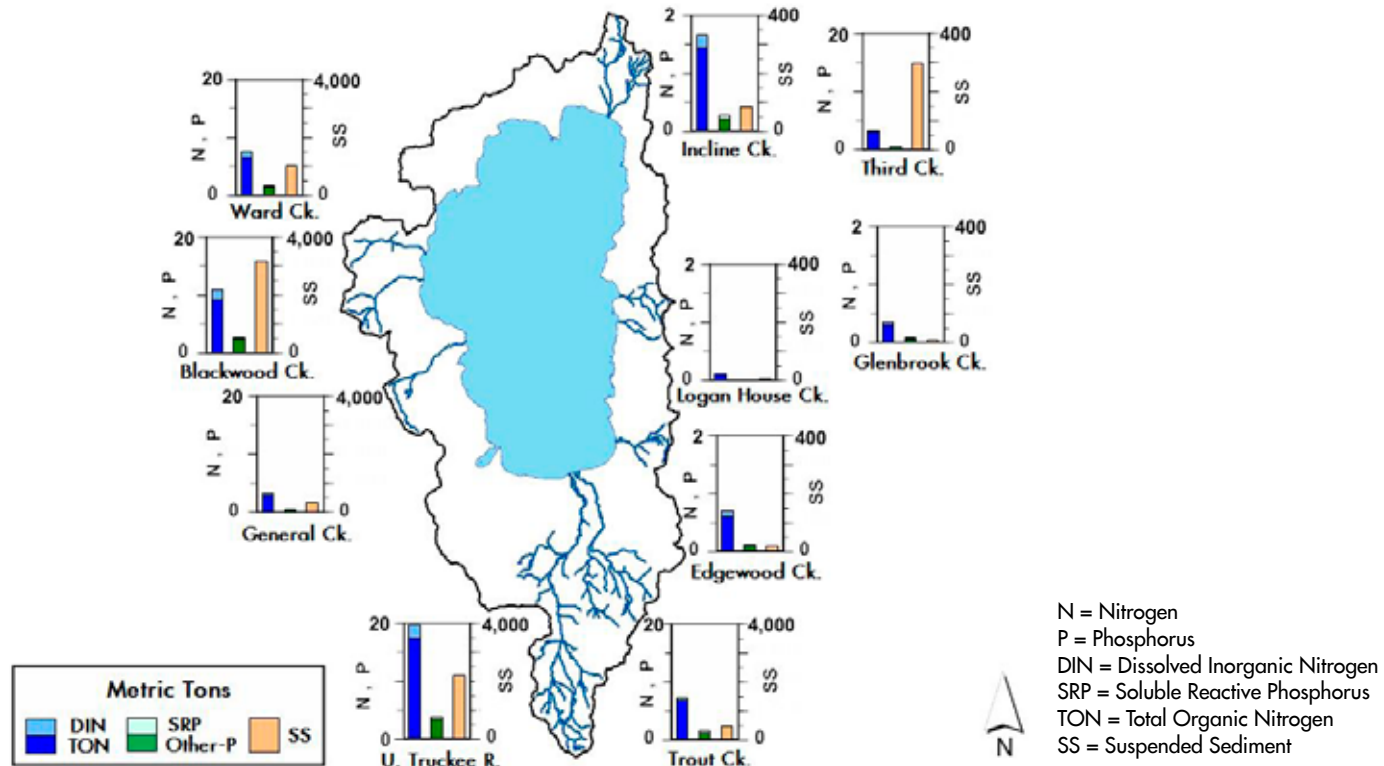 2
400
N, P
SS
0
0
Incline Ck.
20
400
N, P
SS
0
0
Third Ck.
20
4,000
N, P
SS
0
0
Ward Ck.
20
4,000
N, P
SS
0
0
Blackwood Ck.
2
400
N, P
SS
0
0
Glenbrook Ck.
2
400
N, P
SS
0
0
Logan House Ck.
20
4,000
N, P
0
0
General Ck.
2
400
N, P
SS
0
0
Edgewood Ck.
20
4,000
N, P
SS
0
0
U. Truckee R.
20
4,000
N, P
SS
0
0
Trout Ck.
Metric Tons
DIN
TON
SRP
Other-P
SS
N
N = Nitrogen
P = Phosphorus
DIN = Dissolved Inorganic Nitrogen
SRP = Soluble Reactive Phosphorus
TON = Total Organic Nitrogen
SS = Suspended Sediment